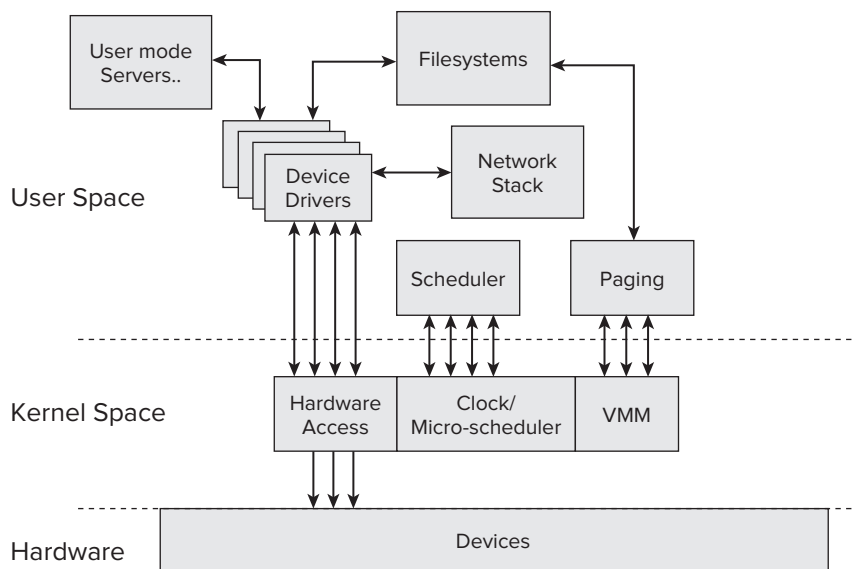 User mode
Servers..
Filesystems
Device
Drivers
Network
Stack
User Space
Scheduler
Paging
Kernel Space
Hardware
Access
Clock/
Micro-scheduler
VMM
Hardware
Devices